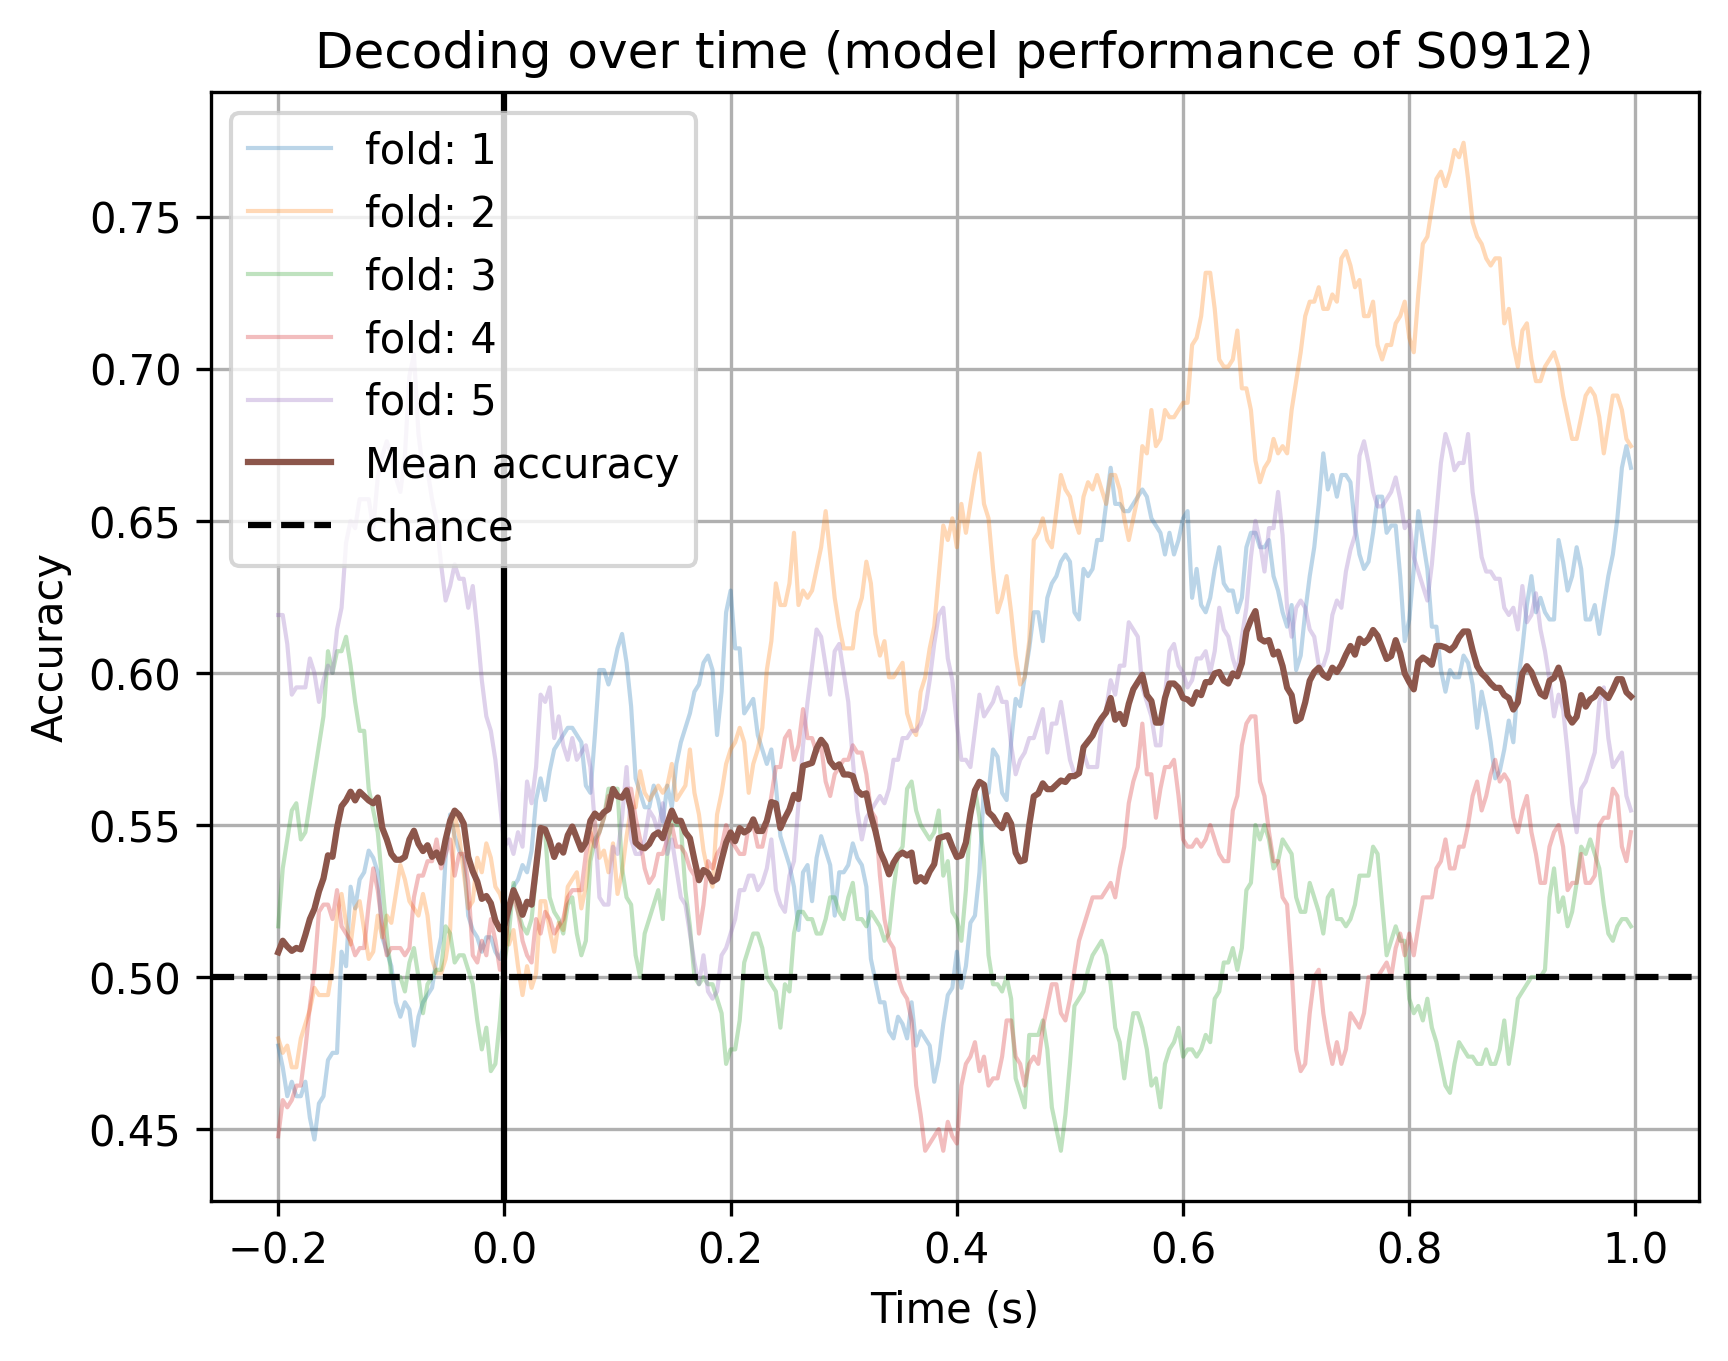 Decoding over time (model performance of S0912)
fold: 1
fold: 2
fold: 3
fold: 4
fold: 5
Mean accuracy
chance
Accuracy
0.75
0.70
0.65
0.60
0.55
0.50
0.45
−0.2 0.0 0.2 0.4 0.6 0.8 1.0
Time (s)